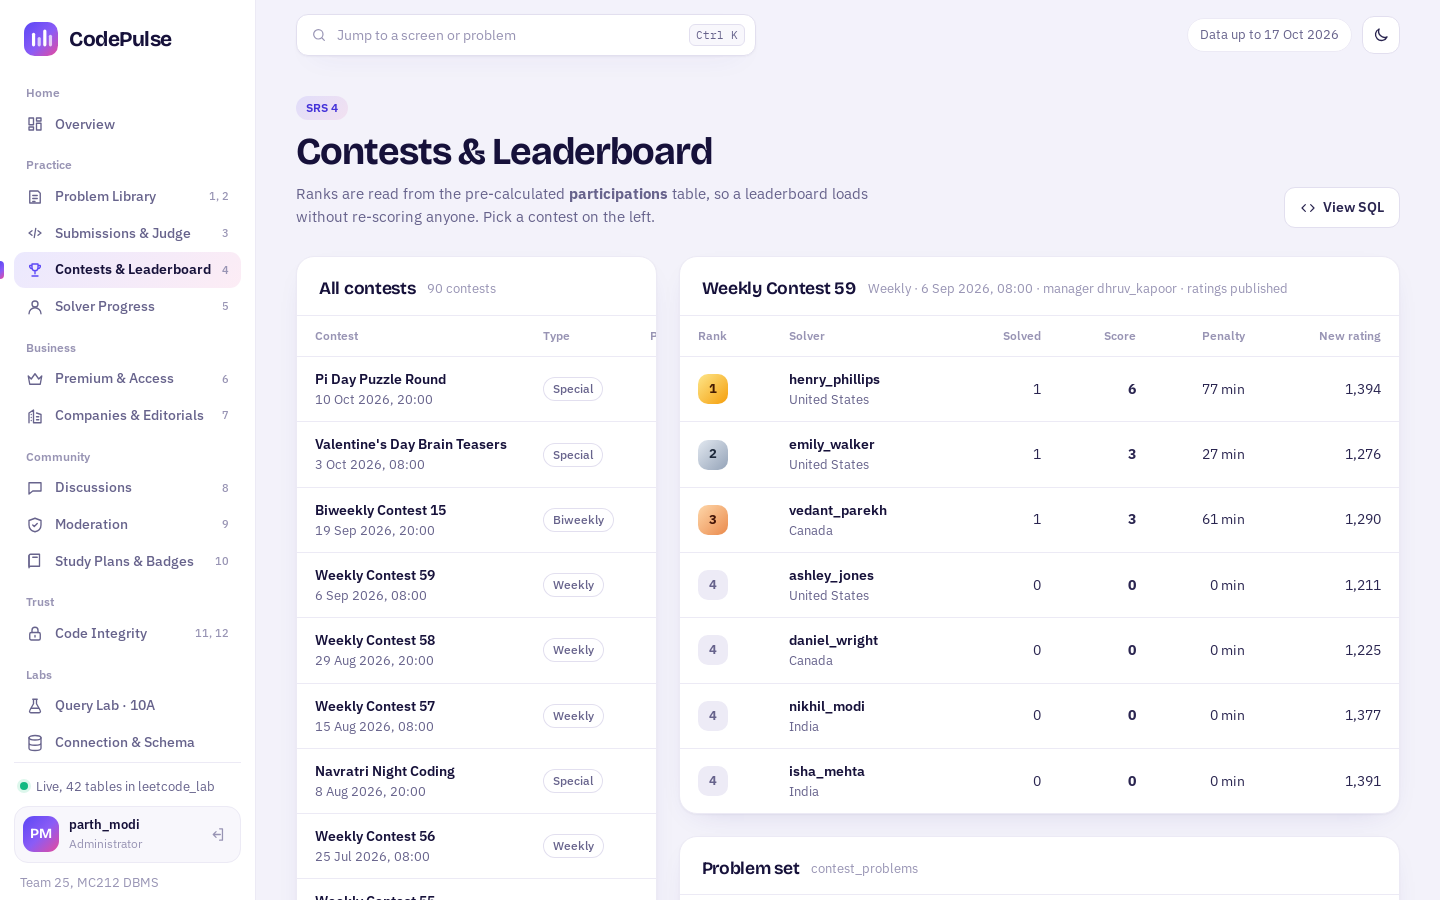 CodePulse
Home
Overview
Practice
Problem Library 1, 2
Submissions & Judge 3
Contests & Leaderboard 4
Solver Progress 5
Business
Premium & Access 6
Companies & Editorials 7
Community
Discussions 8
Moderation 9
Study Plans & Badges 10
Trust
Code Integrity 11, 12
Labs
Query Lab · 10A
Connection & Schema
Live, 42 tables in leetcode_lab
PM
parth_modi
Administrator
Team 25, MC212 DBMS
Jump to a screen or problem
Ctrl K
Data up to 17 Oct 2026
SRS 4
Contests & Leaderboard
Ranks are read from the pre-calculated participations table, so a leaderboard loads
without re-scoring anyone. Pick a contest on the left.
View SQL
All contests 90 contests
Contest Type P
Pi Day Puzzle Round
10 Oct 2026, 20:00
Special
Valentine's Day Brain Teasers
3 Oct 2026, 08:00
Special
Biweekly Contest 15
19 Sep 2026, 20:00
Biweekly
Weekly Contest 59
6 Sep 2026, 08:00
Weekly
Weekly Contest 58
29 Aug 2026, 20:00
Weekly
Weekly Contest 57
15 Aug 2026, 08:00
Weekly
Navratri Night Coding
8 Aug 2026, 20:00
Special
Weekly Contest 56
25 Jul 2026, 08:00
Weekly
Weekly Contest 55
Weekly Contest 59 Weekly · 6 Sep 2026, 08:00 · manager dhruv_kapoor · ratings published
Rank Solver Solved Score Penalty New rating
1 henry_phillips 1 6 77 min 1,394
United States
2 emily_walker 1 3 27 min 1,276
United States
3 vedant_parekh 1 3 61 min 1,290
Canada
4 ashley_jones 0 0 0 min 1,211
United States
4 daniel_wright 0 0 0 min 1,225
Canada
4 nikhil_modi 0 0 0 min 1,377
India
4 isha_mehta 0 0 0 min 1,391
India
Problem set contest_problems